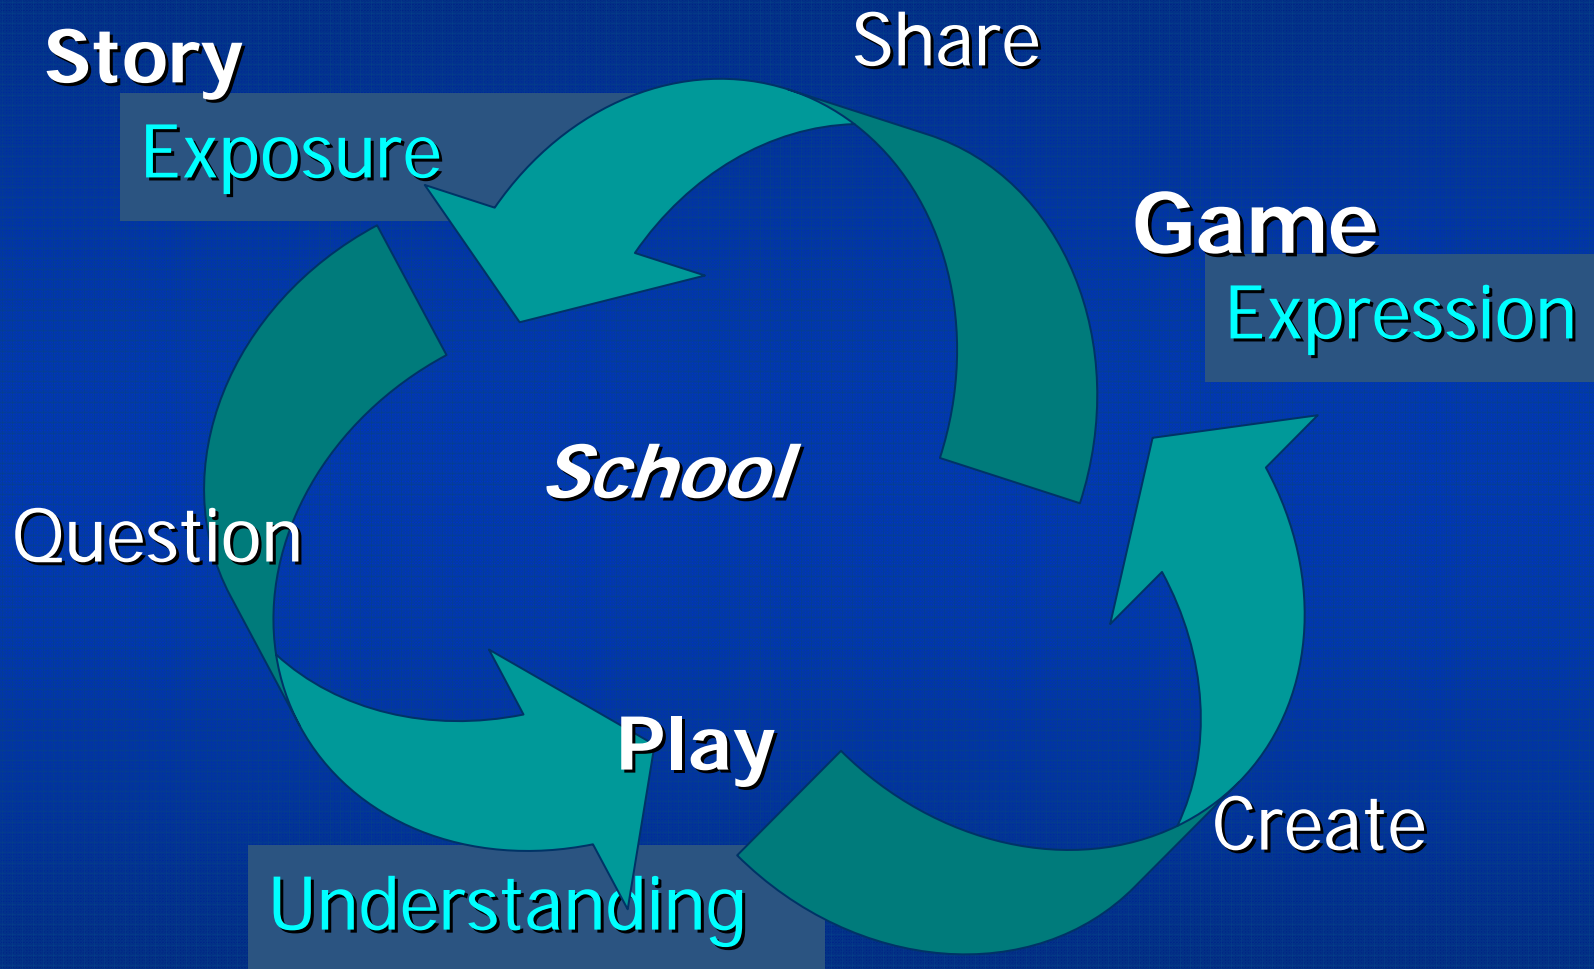 Story
Share
Exposure
Game
Expression
School
Question
Play
Create
Understanding